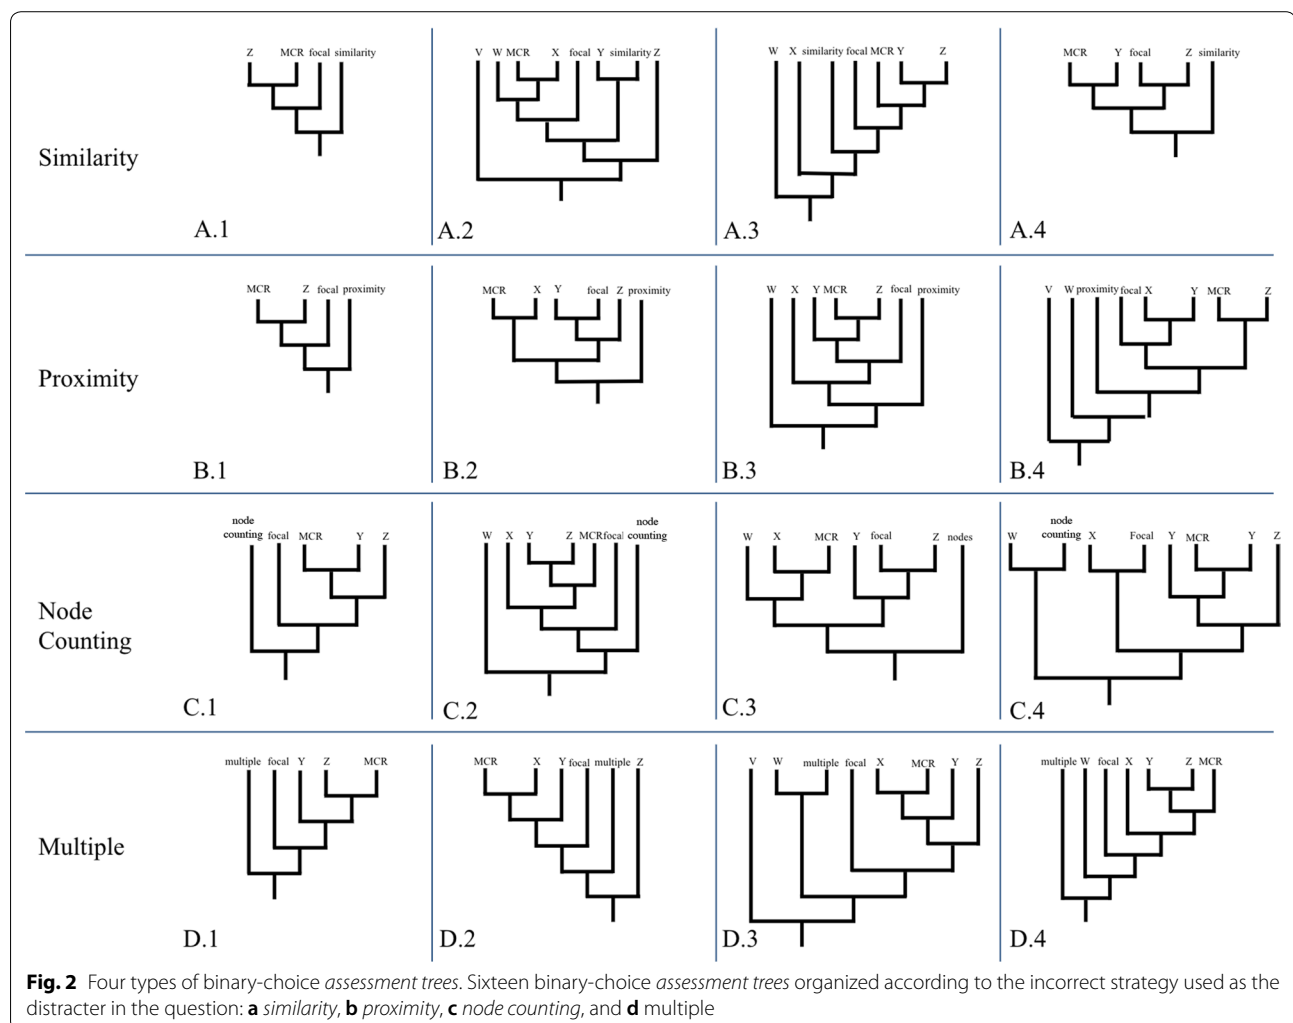 Z MCR focal similarity
V W MCR X focal Y similarity Z
W X similarity focal MCR Y Z
MCR Y focal Z similarity
Similarity
A.1
A.2
A.3
A.4
MCR Z focal proximity
MCR X Y focal Z proximity
W X Y MCR Z focal proximity
V W proximity focal X Y MCR Z
Proximity
B.1
B.2
B.3
B.4
node
counting focal MCR Y Z
node
W X Y Z MCR focal counting
W X MCR Y focal Z nodes
node
W counting X Focal Y MCR Y Z
Node
Counting
C.1
C.2
C.3
C.4
multiple focal Y Z MCR
MCR X Y focal multiple Z
V W multiple focal X MCR Y Z
multiple W focal X Y Z MCR
Multiple
D.1
D.2
D.3
D.4
Fig. 2 Four types of binary-choice assessment trees. Sixteen binary-choice assessment trees organized according to the incorrect strategy used as the
distracter in the question: a similarity, b proximity, c node counting, and d multiple